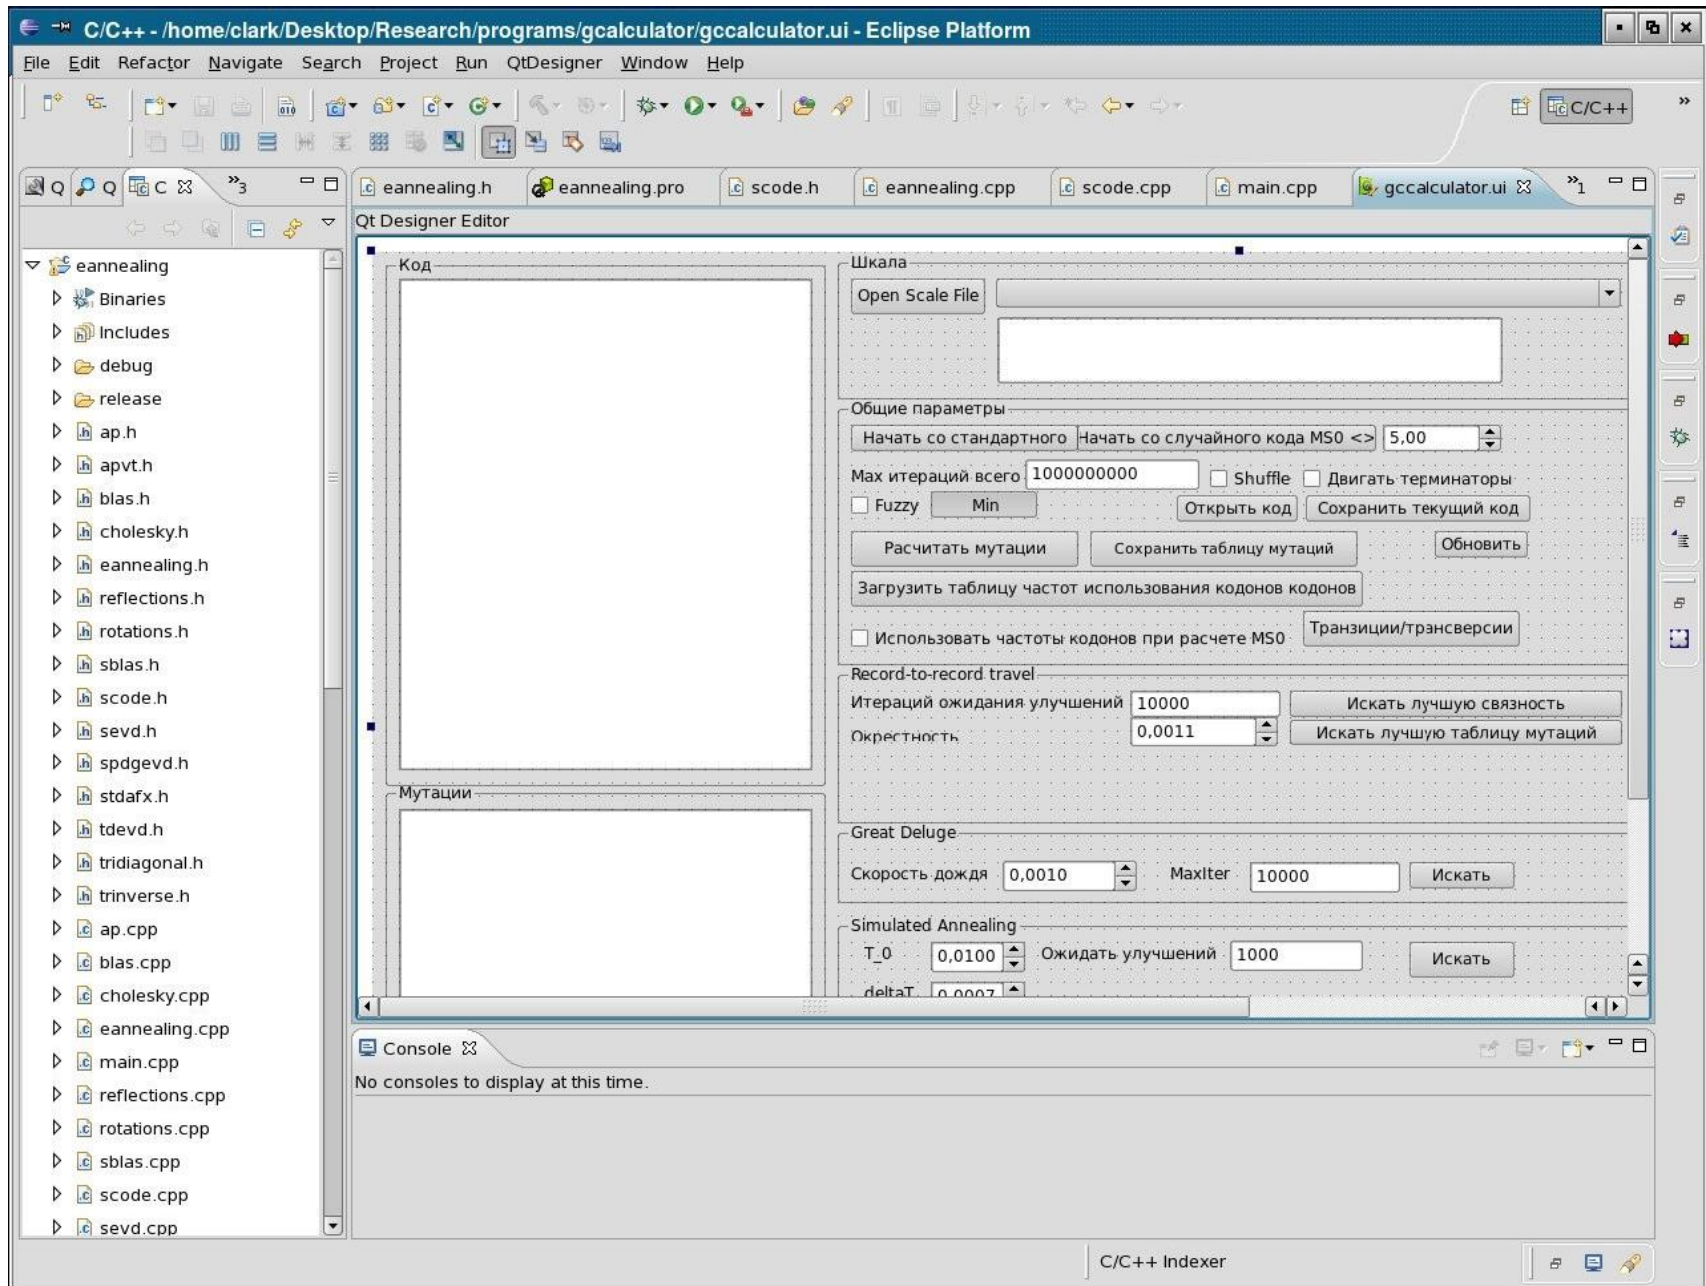 C/C++ - /home/clark/Desktop/Research/programs/gcalculator/gccalculator.ui - Eclipse Platform
File Edit Refactor Navigate Search Project Run QtDesigner Window Help
C/C++ »
Q Q C »3
eannealing.h eannealing.pro scode.h eannealing.cpp scode.cpp main.cpp gccalculator.ui »1
Qt Designer Editor
eannealing
Binaries
Includes
debug
release
ap.h
apvt.h
blas.h
cholesky.h
eannealing.h
reflections.h
rotations.h
sblas.h
scode.h
sevd.h
spdgevd.h
stdafx.h
tdevd.h
tridiagonal.h
trinverse.h
ap.cpp
blas.cpp
cholesky.cpp
eannealing.cpp
main.cpp
reflections.cpp
rotations.cpp
sblas.cpp
scode.cpp
sevd.cpp
Код
Мутации
Шкала
Open Scale File
Общие параметры
Начать со стандартного Начать со случайного кода MS0 <> 5,00
Max итераций всего 1000000000 Shuffle Двигать терминаторы
Fuzzy Min Открыть код Сохранить текущий код
Расчитать мутации Сохранить таблицу мутаций Обновить
Загрузить таблицу частот использования кодонов кодонов
Использовать частоты кодонов при расчете MS0 Транзиции/трансверсии
Record-to-record travel
Итераций ожидания улучшений 10000 Искать лучшую связность
Окрестность 0,0011 Искать лучшую таблицу мутаций
Great Deluge
Скорость дождя 0,0010 MaxIter 10000 Искать
Simulated Annealing
T_0 0,0100 Ожидать улучшений 1000 Искать
deltaT 0,0007
Console
No consoles to display at this time.
C/C++ Indexer